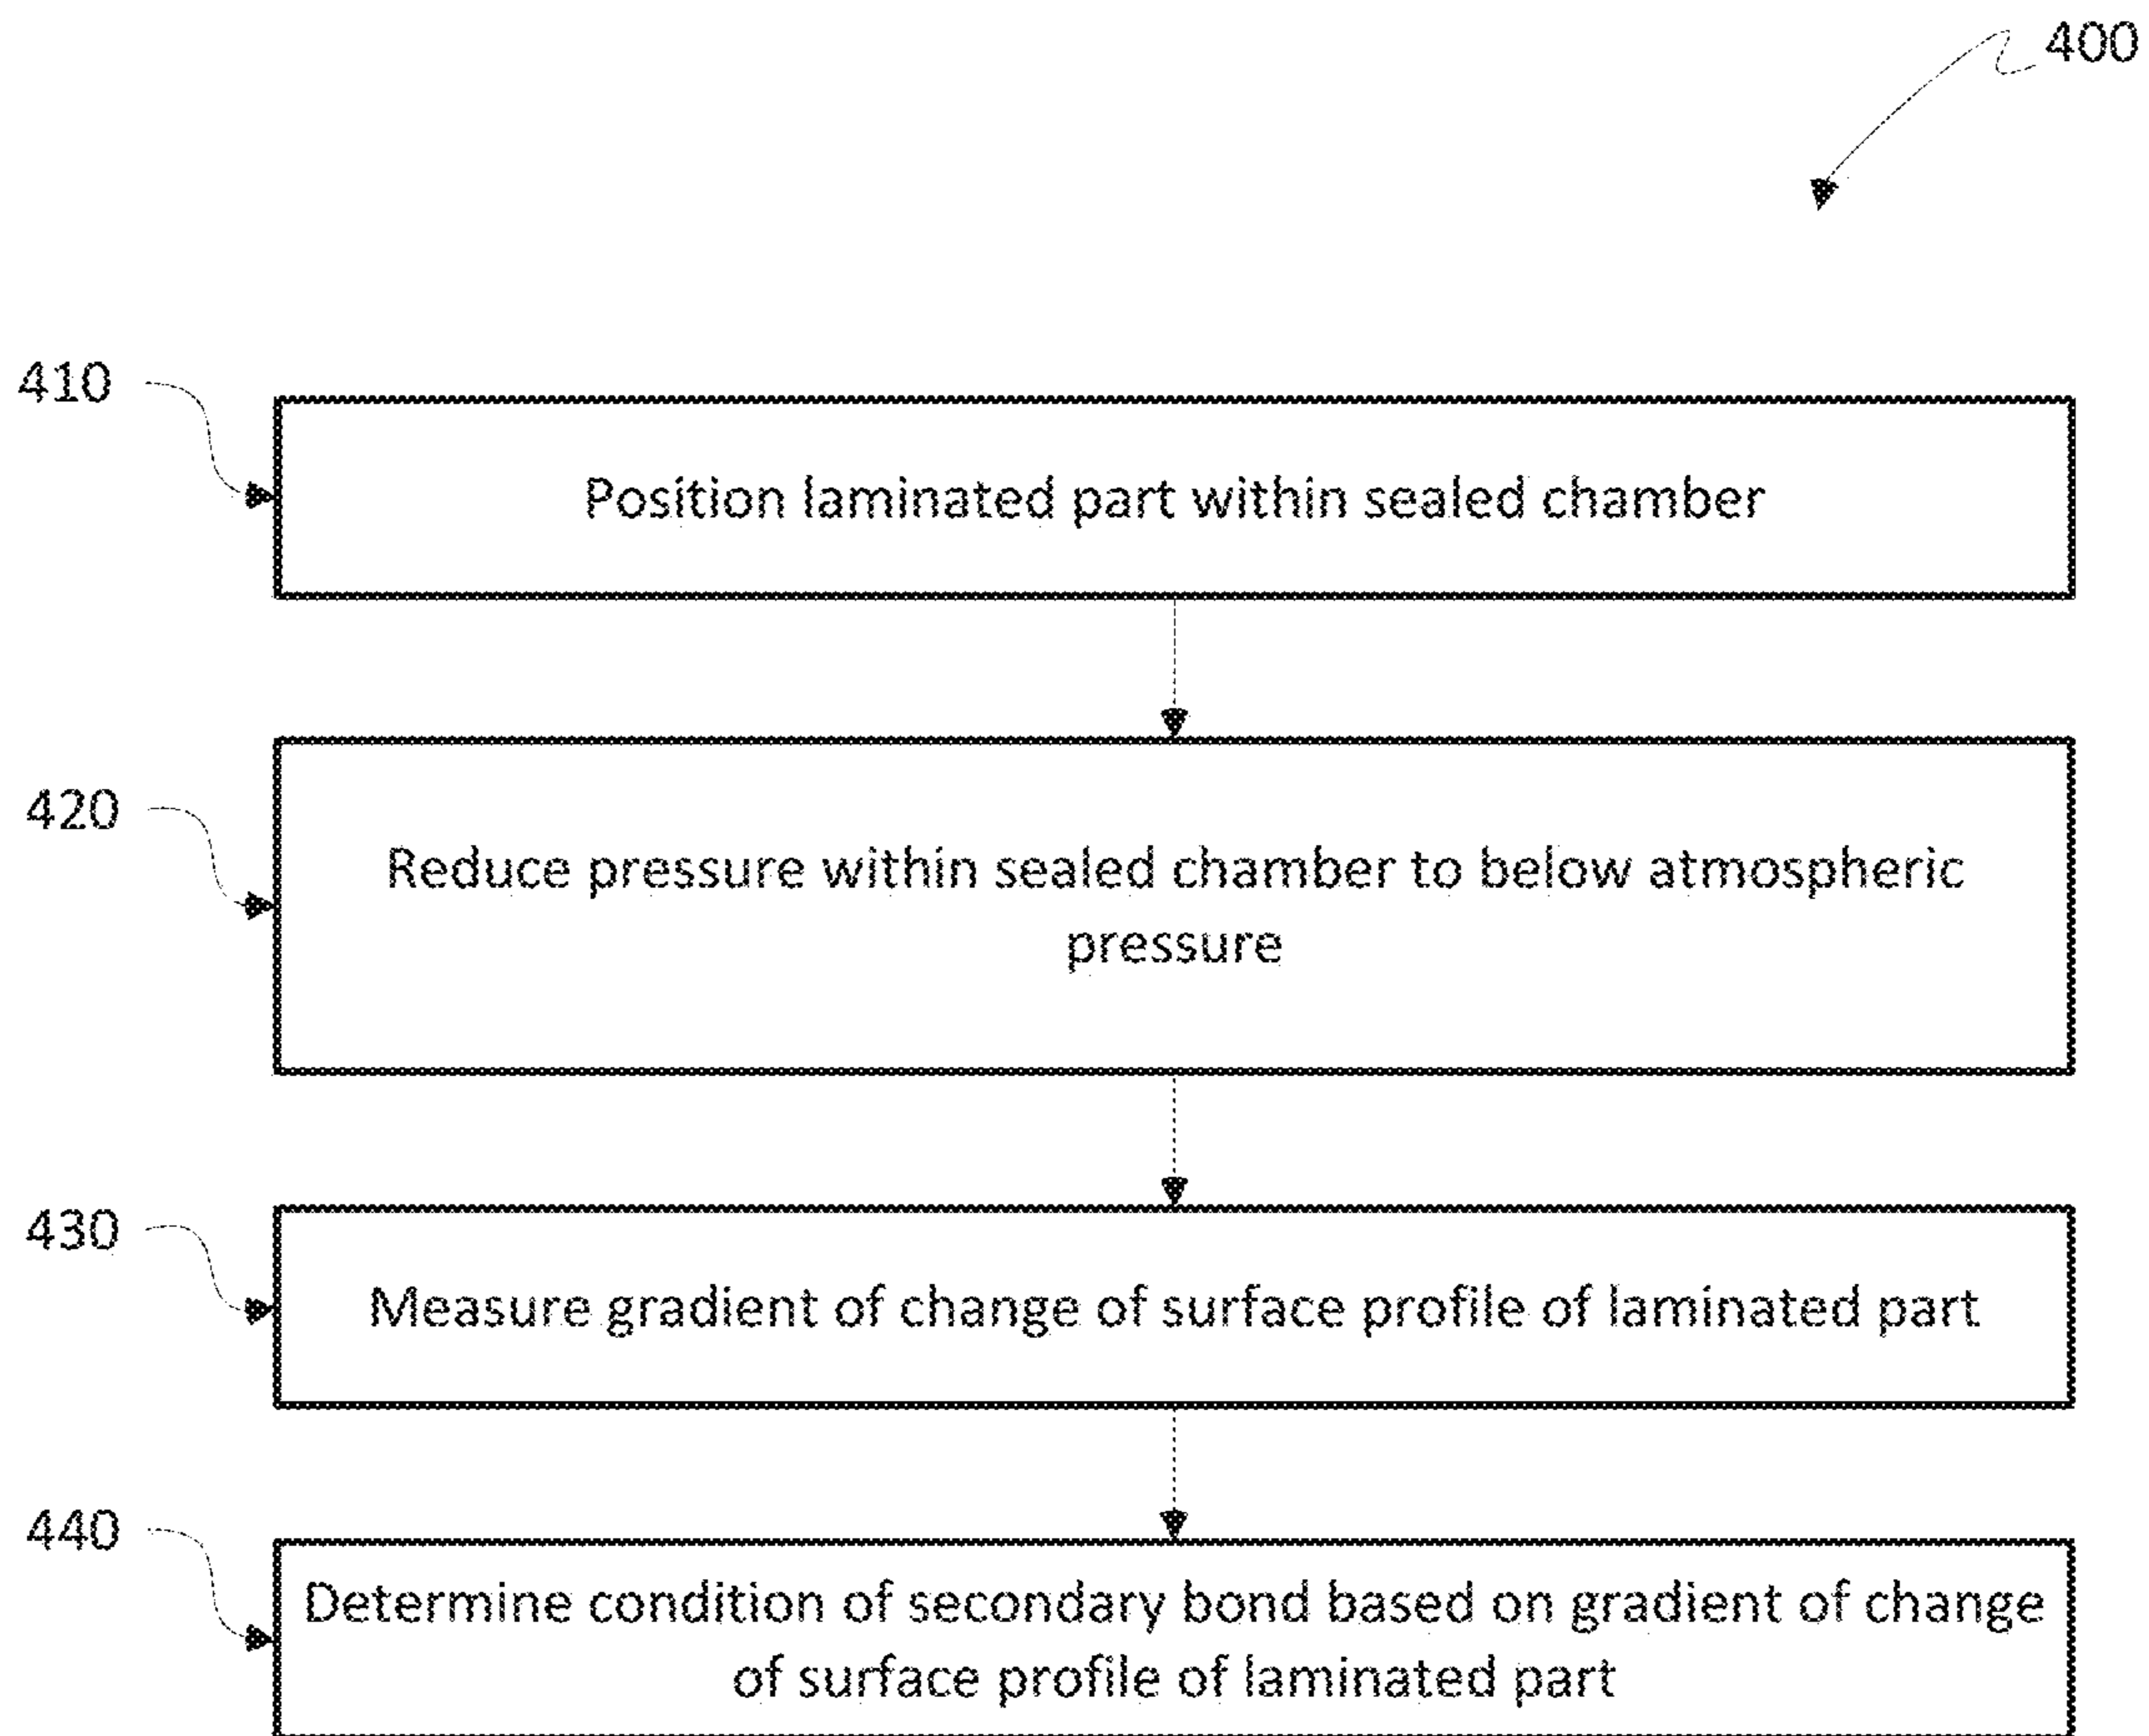 400
410
Position laminated part within sealed chamber
420
Reduce pressure within sealed chamber to below atmospheric
pressure
430
Measure gradient of change of surface profile of laminated part
440
Determine condition of secondary bond based on gradient of change
of surface profile of laminated part